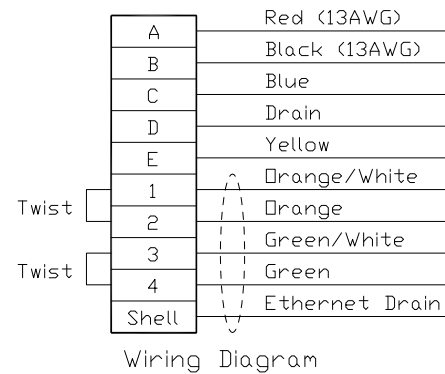 A Red (13AWG)
B Black (13AWG)
C Blue
D Drain
E Yellow
1 Orange/White
Twist
2 Orange
3 Green/White
Twist
4 Green
Shell Ethernet Drain
Wiring Diagram